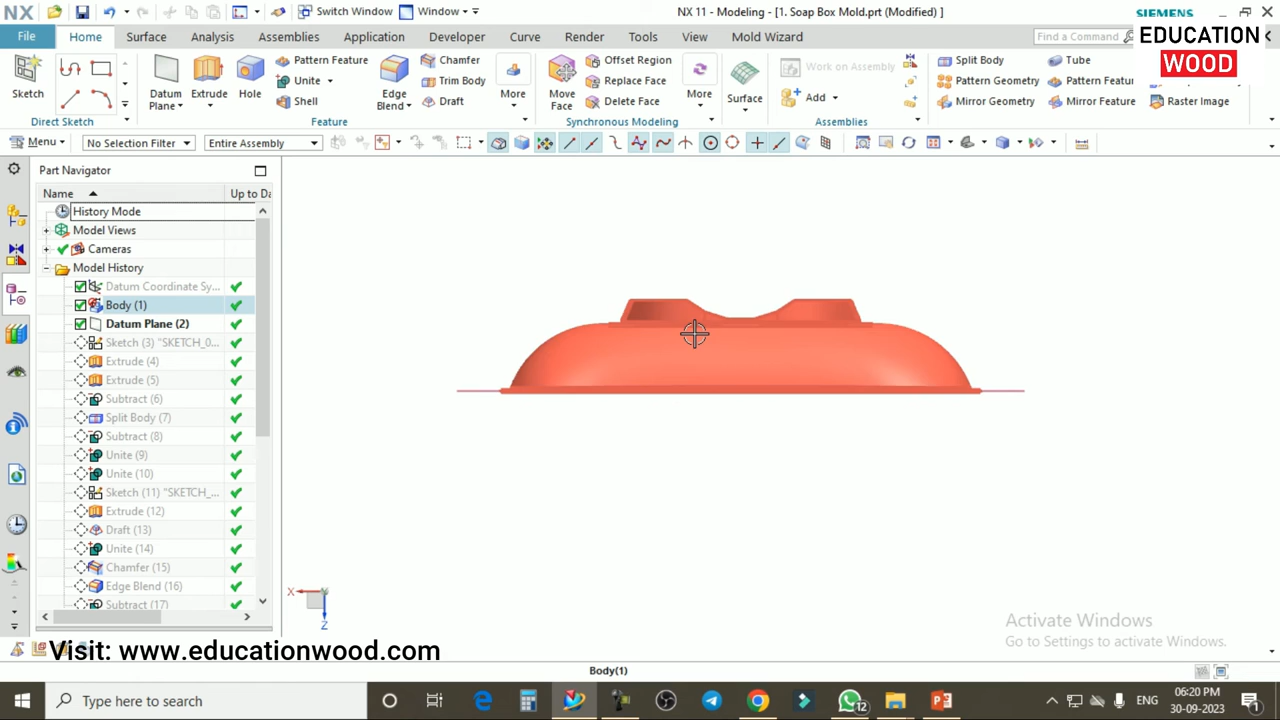 NX
Switch Window
Window
NX 11 - Modeling - [1. Soap Box Mold.prt (Modified) ]
SIEMENS
File
Home
Surface
Analysis
Assemblies
Application
Developer
Curve
Render
Tools
View
Mold Wizard
Find a Command
EDUCATION
WOOD
Sketch
Direct Sketch
Datum
Plane
Extrude
Hole
Pattern Feature
Unite
Shell
Edge
Blend
Chamfer
Trim Body
Draft
More
Feature
Move
Face
Offset Region
Replace Face
Delete Face
More
Synchronous Modeling
Surface
Work on Assembly
Add
Assemblies
Split Body
Pattern Geometry
Mirror Geometry
Tube
Pattern Featu
Mirror Feature
Raster Image
Menu
No Selection Filter
Entire Assembly
Part Navigator
Name
Up to Da
History Mode
Model Views
Cameras
Model History
Datum Coordinate Sy...
Body (1)
Datum Plane (2)
Sketch (3) "SKETCH_0...
Extrude (4)
Extrude (5)
Subtract (6)
Split Body (7)
Subtract (8)
Unite (9)
Unite (10)
Sketch (11) "SKETCH_...
Extrude (12)
Draft (13)
Unite (14)
Chamfer (15)
Edge Blend (16)
Subtract (17)
X
Z
Activate Windows
Go to Settings to activate Windows.
Visit: www.educationwood.com
Body(1)
Type here to search
12
ENG
06:20 PM
30-09-2023
1